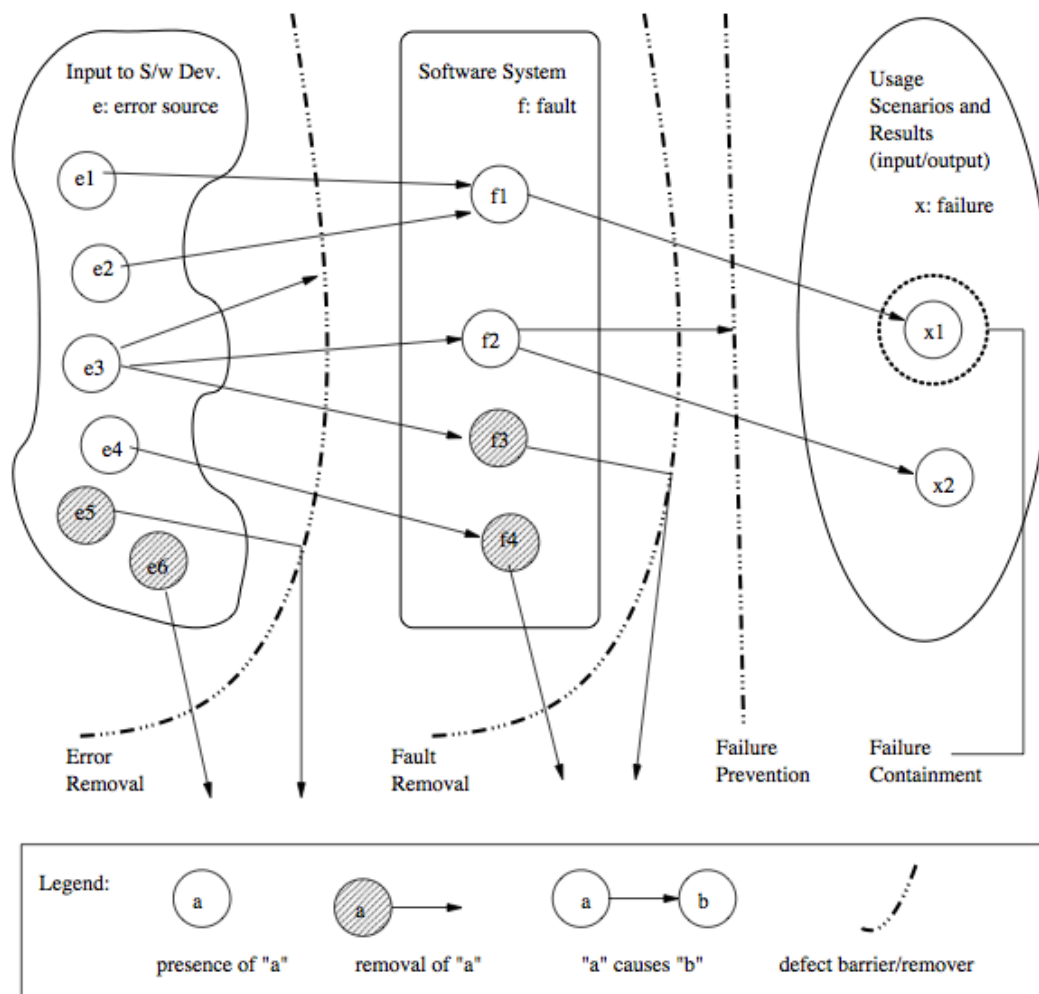 Input to S/w Dev.
e: error source
Software System
f: fault
Usage
Scenarios and
Results
(input/output)
x: failure
e1
e2
e3
e4
e5
e6
f1
f2
f3
f4
x1
x2
Error
Removal
Fault
Removal
Failure
Prevention
Failure
Containment
Legend:
a
a
a
b
presence of "a"
removal of "a"
"a" causes "b"
defect barrier/remover